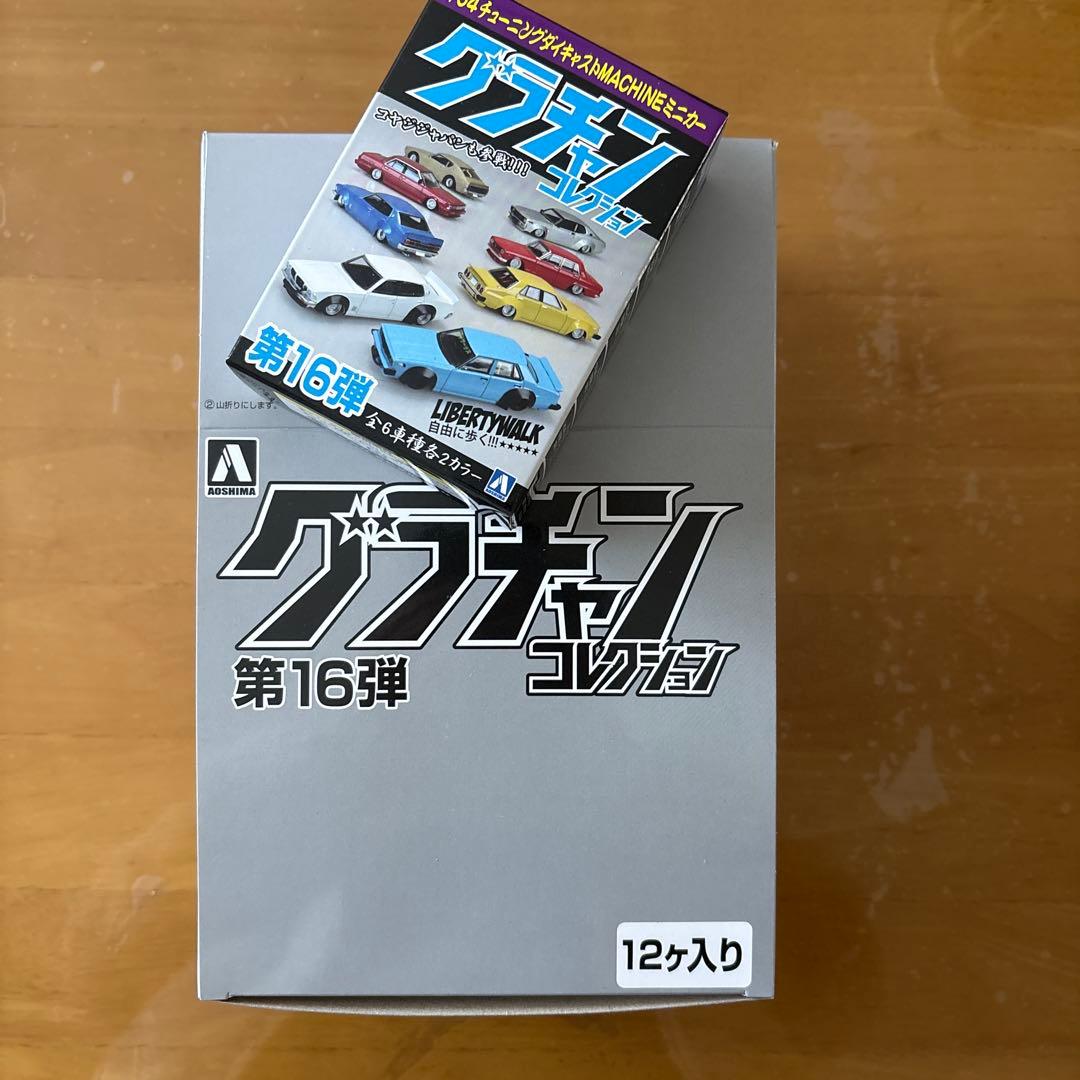 64チューニングダイキャストMACHINEミニカー
グラチャン
コレクション
コヤジジャパンも参戦!!!
第16弾
LIBERTYWALK
自由に歩く!!!★★★★★
全6車種各2カラー
AOSHIMA
②山折りにします。
AOSHIMA
グラチャン
コレクション
第16弾
12ヶ入り